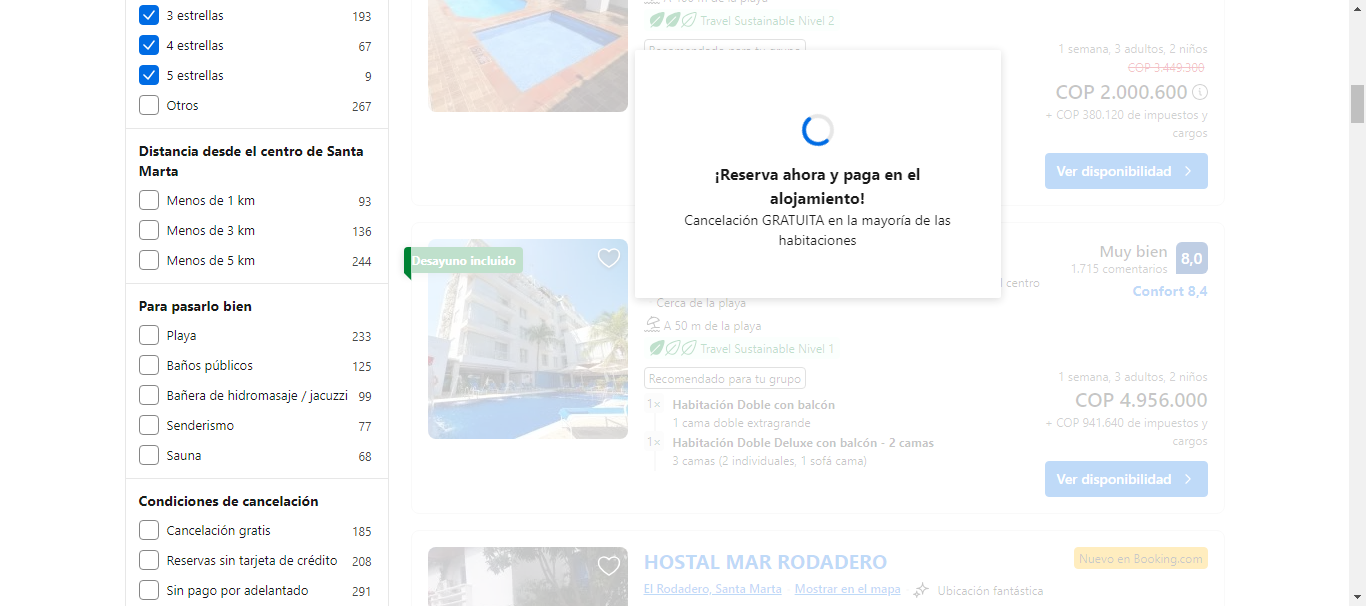 3 estrellas 193
4 estrellas 67
5 estrellas 9
Otros 267
Distancia desde el centro de Santa
Marta
Menos de 1 km 93
Menos de 3 km 136
Menos de 5 km 244
Para pasarlo bien
Playa 233
Baños públicos 125
Bañera de hidromasaje / jacuzzi 99
Senderismo 77
Sauna 68
Condiciones de cancelación
Cancelación gratis 185
Reservas sin tarjeta de crédito 208
Sin pago por adelantado 291
Travel Sustainable Nivel 2
1 semana, 3 adultos, 2 niños
COP 3.449.300
COP 2.000.600
+ COP 380.120 de impuestos y
cargos
Ver disponibilidad
¡Reserva ahora y paga en el
alojamiento!
Cancelación GRATUITA en la mayoría de las
habitaciones
Desayuno incluido
Muy bien 8,0
1.715 comentarios
centro
Confort 8,4
Cerca de la playa
A 50 m de la playa
Travel Sustainable Nivel 1
Recomendado para tu grupo
1× Habitación Doble con balcón
1 cama doble extragrande
1× Habitación Doble Deluxe con balcón - 2 camas
3 camas (2 individuales, 1 sofá cama)
1 semana, 3 adultos, 2 niños
COP 4.956.000
+ COP 941.640 de impuestos y
cargos
Ver disponibilidad
HOSTAL MAR RODADERO
Nuevo en Booking.com
El Rodadero, Santa Marta Mostrar en el mapa Ubicación fantástica